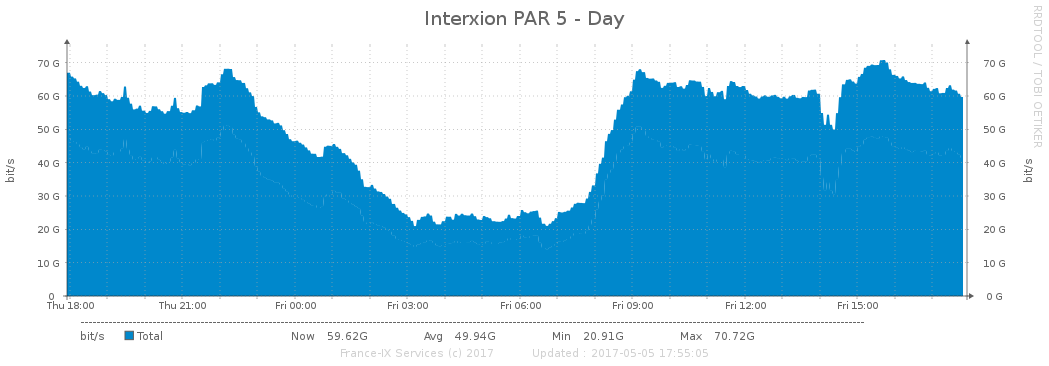 Interxion PAR 5 - Day
RRDTOOL / TOBI OETIKER
bit/s
70 G
60 G
50 G
40 G
30 G
20 G
10 G
0
70 G
60 G
50 G
40 G
30 G
20 G
10 G
0 G
bit/s
Thu 18:00 Thu 21:00 Fri 00:00 Fri 03:00 Fri 06:00 Fri 09:00 Fri 12:00 Fri 15:00
bit/s Total Now 59.62G Avg 49.94G Min 20.91G Max 70.72G
France-IX Services (c) 2017 Updated : 2017-05-05 17:55:05